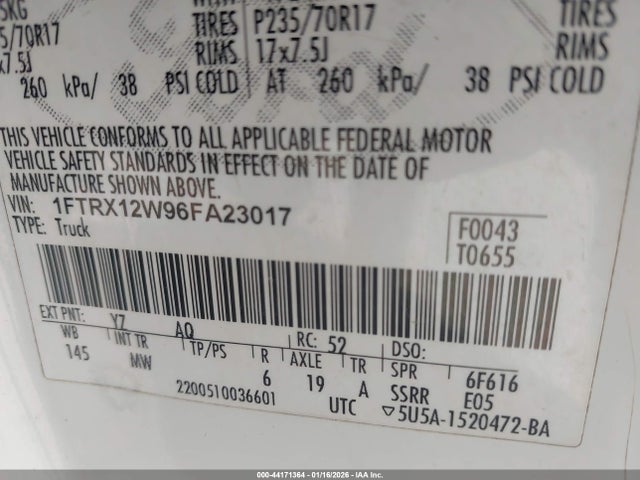 5KG
5/70R17
x7.5J
260 kPa/ 38 PSI COLD
TIRES P235/70R17 TIRES
RIMS 17x7.5J RIMS
AT 260 kPa/ 38 PSI COLD
THIS VEHICLE CONFORMS TO ALL APPLICABLE FEDERAL MOTOR
VEHICLE SAFETY STANDARDS IN EFFECT ON THE DATE OF
MANUFACTURE SHOWN ABOVE.
VIN: 1FTRX12W96FA23017
TYPE: Truck
F0043
T0655
EXT PNT: YZ AQ RC: 52 DSO:
WB INT TR TP/PS R AXLE TR SPR 6F616
145 MW 6 19 A SSRR E05
2200510036601 UTC ▽5U5A-1520472-BA
000-44171364 | 01/16/2026 | IAA Inc.